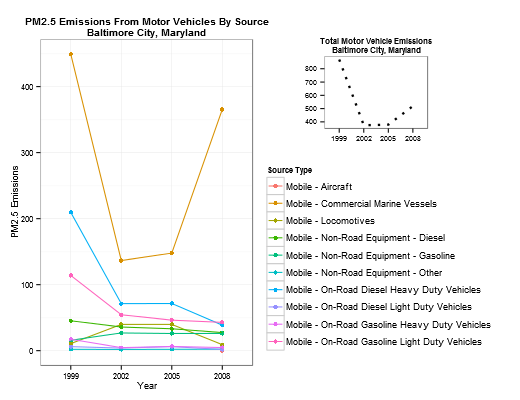 PM2.5 Emissions From Motor Vehicles By Source
Baltimore City, Maryland
400
300
200
100
0
PM2.5 Emissions
1999
2002
2005
2008
Year
Total Motor Vehicle Emissions
Baltimore City, Maryland
800
700
600
500
400
1999
2002
2005
2008
Source Type
Mobile - Aircraft
Mobile - Commercial Marine Vessels
Mobile - Locomotives
Mobile - Non-Road Equipment - Diesel
Mobile - Non-Road Equipment - Gasoline
Mobile - Non-Road Equipment - Other
Mobile - On-Road Diesel Heavy Duty Vehicles
Mobile - On-Road Diesel Light Duty Vehicles
Mobile - On-Road Gasoline Heavy Duty Vehicles
Mobile - On-Road Gasoline Light Duty Vehicles